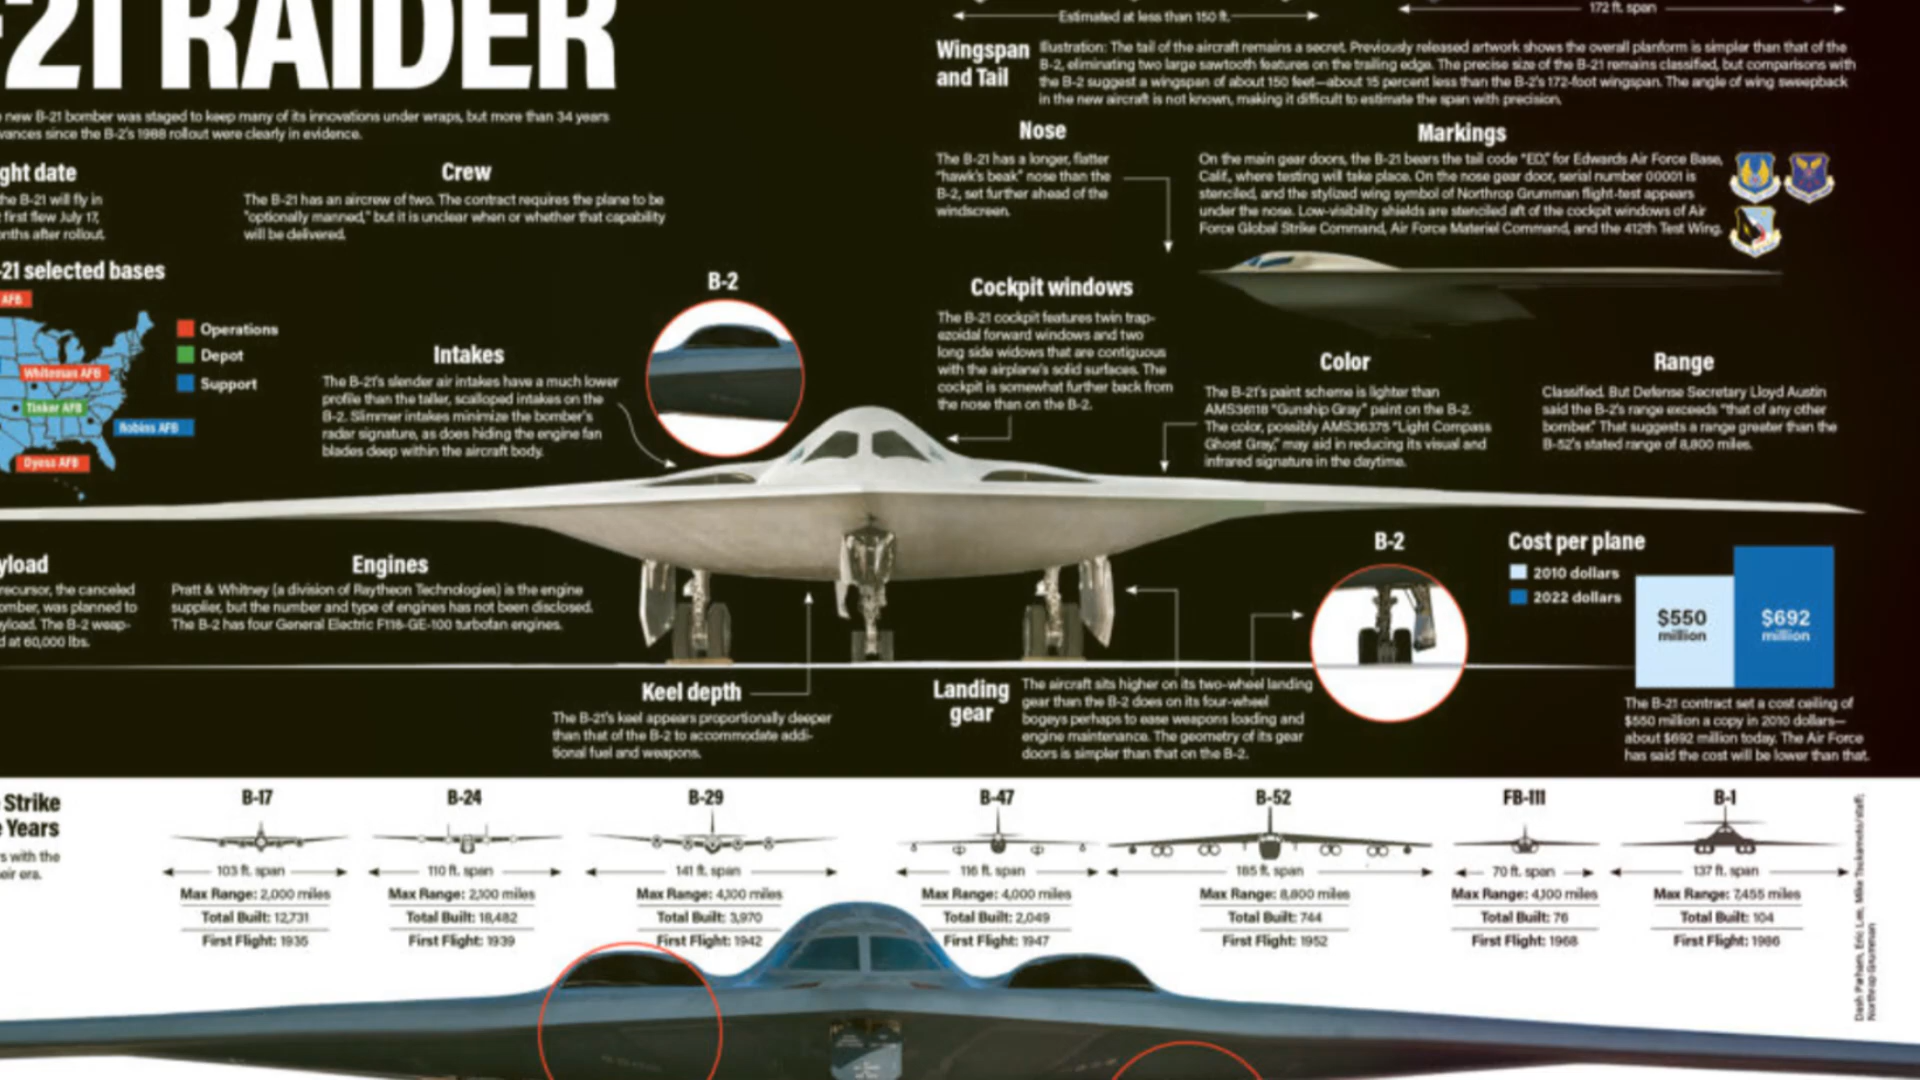 -21 RAIDER
new B-21 bomber was staged to keep many of its innovations under wraps, but more than 34 years
vances since the B-2's 1988 rollout were clearly in evidence.
Estimated at less than 150 ft.
172 ft. span
Wingspan
and Tail
Illustration: The tail of the aircraft remains a secret. Previously released artwork shows the overall planform is simpler than that of the
B-2, eliminating two large sawtooth features on the trailing edge. The precise size of the B-21 remains classified, but comparisons with
the B-2 suggest a wingspan of about 150 feet—about 15 percent less than the B-2's 172-foot wingspan. The angle of wing sweepback
in the new aircraft is not known, making it difficult to estimate the span with precision.
ght date
the B-21 will fly in
first flew July 17,
onths after rollout.
Crew
The B-21 has an aircrew of two. The contract requires the plane to be
"optionally manned," but it is unclear when or whether that capability
will be delivered.
Nose
The B-21 has a longer, flatter
"hawk's beak" nose than the
B-2, set further ahead of the
windscreen.
Markings
On the main gear doors, the B-21 bears the tail code "ED," for Edwards Air Force Base,
Calif., where testing will take place. On the nose gear door, serial number 00001 is
stenciled, and the stylized wing symbol of Northrop Grumman flight-test appears
under the nose. Low-visibility shields are stenciled aft of the cockpit windows of Air
Force Global Strike Command, Air Force Materiel Command, and the 412th Test Wing.
-21 selected bases
AFB
Whiteman AFB
Tinker AFB
Robins AFB
Dyess AFB
Operations
Depot
Support
Intakes
The B-21's slender air intakes have a much lower
profile than the taller, scalloped intakes on the
B-2. Slimmer intakes minimize the bomber's
radar signature, as does hiding the engine fan
blades deep within the aircraft body.
B-2
Cockpit windows
The B-21 cockpit features twin trap-
ezoidal forward windows and two
long side widows that are contiguous
with the airplane's solid surfaces. The
cockpit is somewhat further back from
the nose than on the B-2.
Color
The B-21's paint scheme is lighter than
AMS36118 "Gunship Gray" paint on the B-2.
The color, possibly AMS36375 "Light Compass
Ghost Gray," may aid in reducing its visual and
infrared signature in the daytime.
Range
Classified. But Defense Secretary Lloyd Austin
said the B-2's range exceeds "that of any other
bomber." That suggests a range greater than the
B-52's stated range of 8,800 miles.
yload
recursor, the canceled
omber, was planned to
yload. The B-2 weap-
d at 60,000 lbs.
Engines
Pratt & Whitney (a division of Raytheon Technologies) is the engine
supplier, but the number and type of engines has not been disclosed.
The B-2 has four General Electric F118-GE-100 turbofan engines.
Keel depth
The B-21's keel appears proportionally deeper
than that of the B-2 to accommodate addi-
tional fuel and weapons.
Landing
gear
The aircraft sits higher on its two-wheel landing
gear than the B-2 does on its four-wheel
bogeys perhaps to ease weapons loading and
engine maintenance. The geometry of its gear
doors is simpler than that on the B-2.
B-2
Cost per plane
2010 dollars
2022 dollars
$550
million
$692
million
The B-21 contract set a cost ceiling of
$550 million a copy in 2010 dollars—
about $692 million today. The Air Force
has said the cost will be lower than that.
Strike
Years
s with the
eir era.
B-17
103 ft. span
Max Range: 2,000 miles
Total Built: 12,731
First Flight: 1935
B-24
110 ft. span
Max Range: 2,100 miles
Total Built: 18,482
First Flight: 1939
B-29
141 ft. span
Max Range: 4,100 miles
Total Built: 3,970
First Flight: 1942
B-47
116 ft. span
Max Range: 4,000 miles
Total Built: 2,049
First Flight: 1947
B-52
185 ft. span
Max Range: 8,800 miles
Total Built: 744
First Flight: 1952
FB-111
70 ft. span
Max Range: 4,100 miles
Total Built: 76
First Flight: 1968
B-1
137 ft. span
Max Range: 7,455 miles
Total Built: 104
First Flight: 1986
Dash Parham, Eric Lee, Mike Tsukamoto/staff;
Northrop Grumman